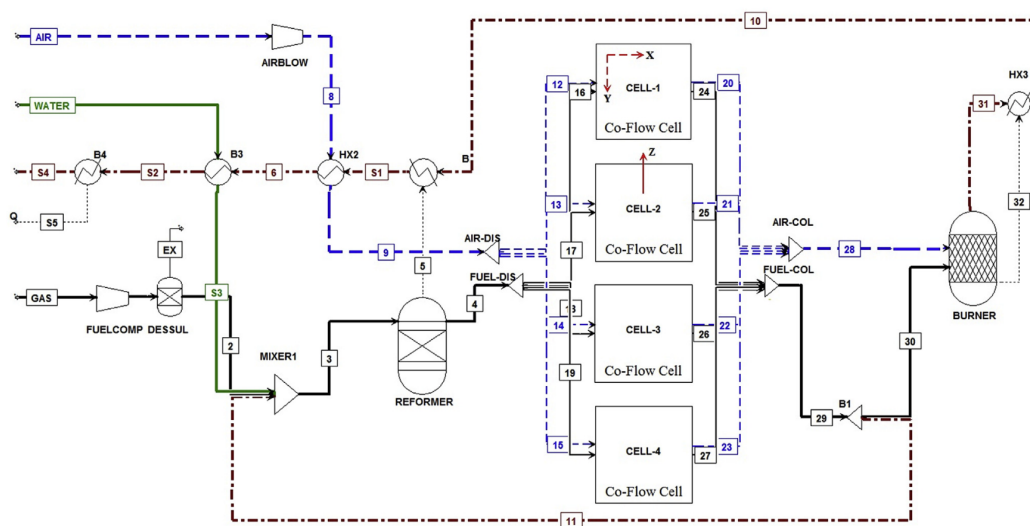 10
AIR
AIRBLOW
X
Y
CELL-1
Co-Flow Cell
12
16
20
24
HX3
31
8
WATER
B4
B3
HX2
B
S4
S2
6
S1
S5
Z
CELL-2
Co-Flow Cell
13
17
21
25
32
EX
9
5
AIR-DIS
FUEL-DIS
4
AIR-COL
FUEL-COL
28
GAS
FUELCOMP DESSUL
S3
2
MIXER1
3
REFORMER
18
14
19
CELL-3
Co-Flow Cell
22
26
BURNER
30
15
CELL-4
Co-Flow Cell
23
27
29
B1
11